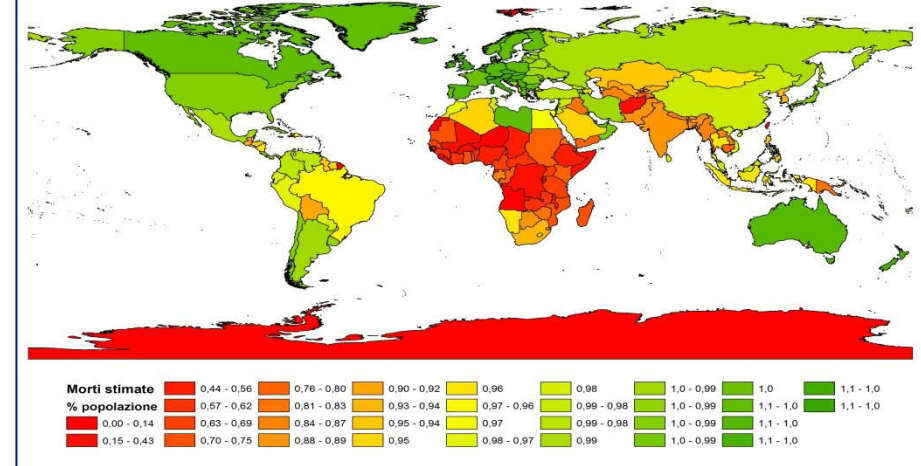 Morti stimate 0,44 - 0,56 0,76 - 0,80 0,90 - 0,92 0,96 0,98 1,0 - 0,99 1,0 1,1 - 1,0
% popolazione 0,57 - 0,62 0,81 - 0,83 0,93 - 0,94 0,97 - 0,96 0,99 - 0,98 1,0 - 0,99 1,1 - 1,0 1,1 - 1,0
0,00 - 0,14 0,63 - 0,69 0,84 - 0,87 0,95 - 0,94 0,97 0,99 - 0,98 1,0 - 0,99 1,1 - 1,0
0,15 - 0,43 0,70 - 0,75 0,88 - 0,89 0,95 0,98 - 0,97 0,99 1,0 - 0,99 1,1 - 1,0